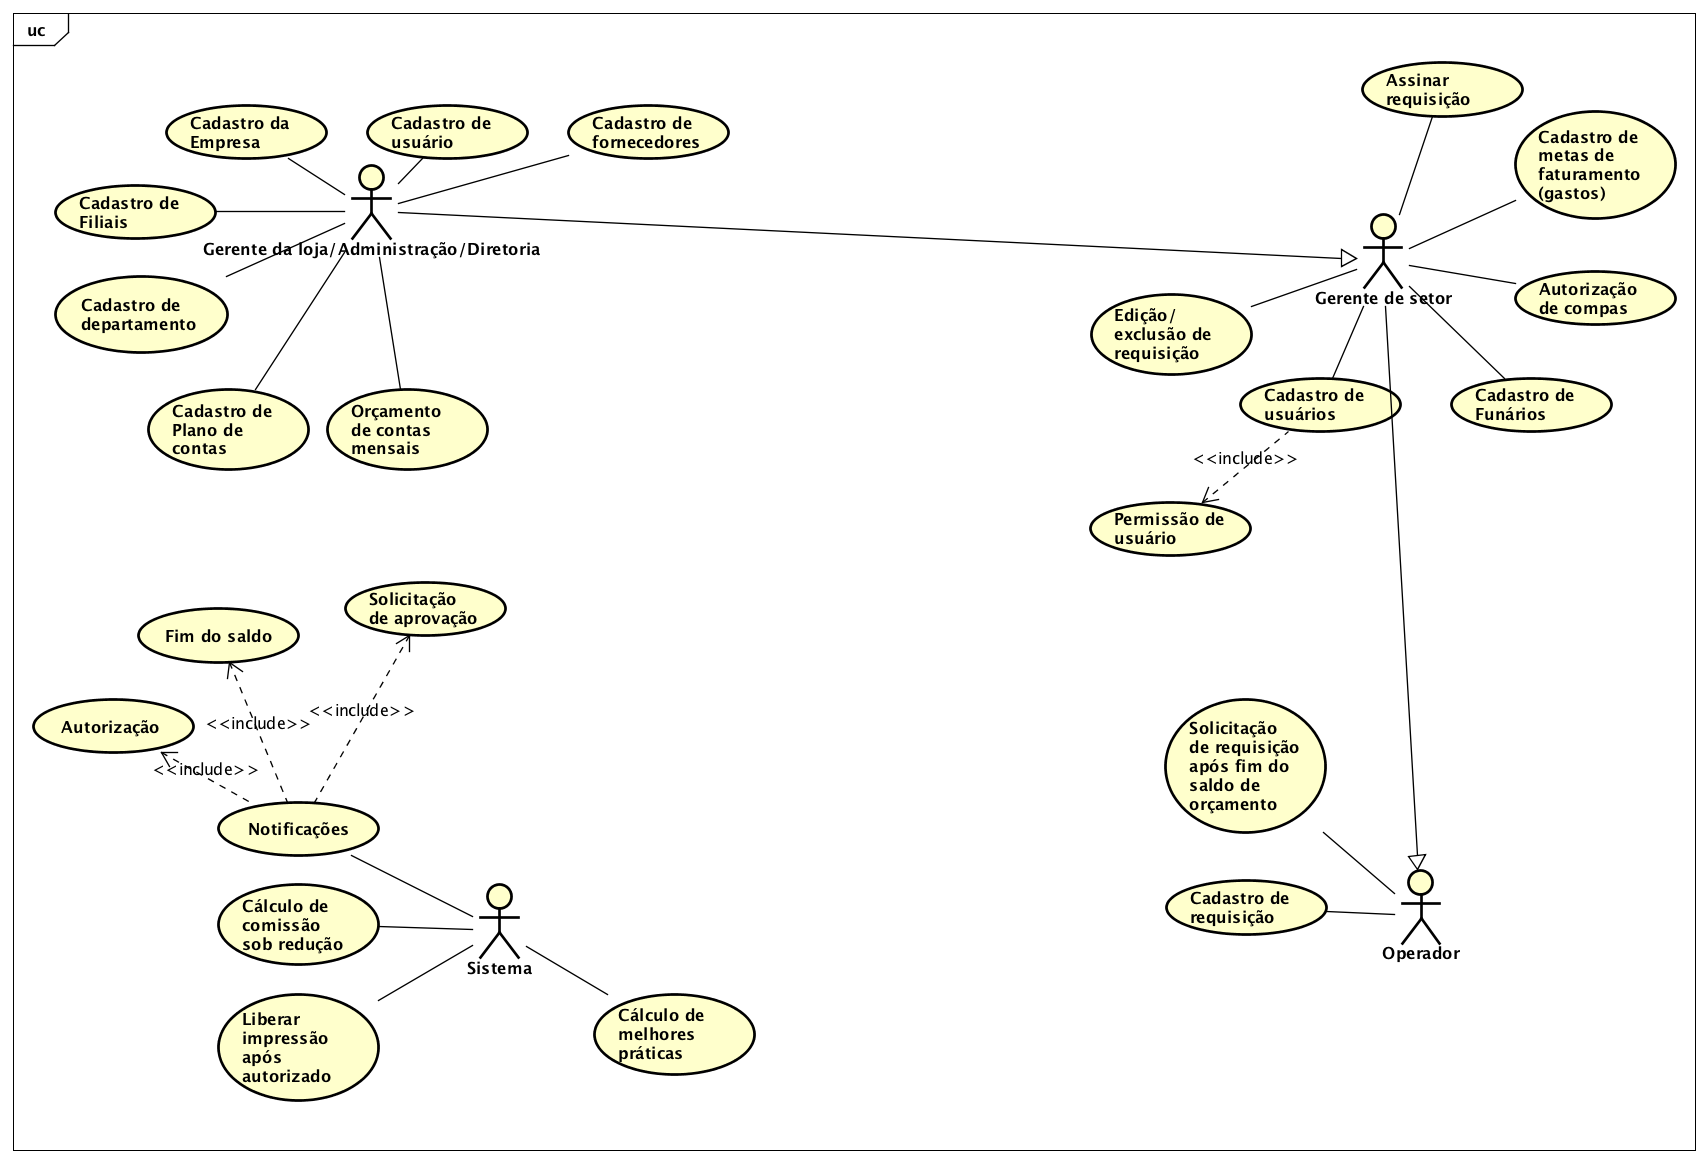 uc
Assinar
requisição
Cadastro da
Empresa
Cadastro de
usuário
Cadastro de
fornecedores
Cadastro de
metas de
faturamento
(gastos)
Cadastro de
Filiais
Gerente da loja/Administração/Diretoria
Cadastro de
departamento
Gerente de setor
Autorização
de compas
Edição/
exclusão de
requisição
Cadastro de
Plano de
contas
Orçamento
de contas
mensais
Cadastro de
usuários
Cadastro de
Funários
<<include>>
Permissão de
usuário
Solicitação
de aprovação
Fim do saldo
Autorização
<<include>>
<<include>>
<<include>>
Notificações
Solicitação
de requisição
após fim do
saldo de
orçamento
Cálculo de
comissão
sob redução
Sistema
Cadastro de
requisição
Operador
Liberar
impressão
após
autorizado
Cálculo de
melhores
práticas